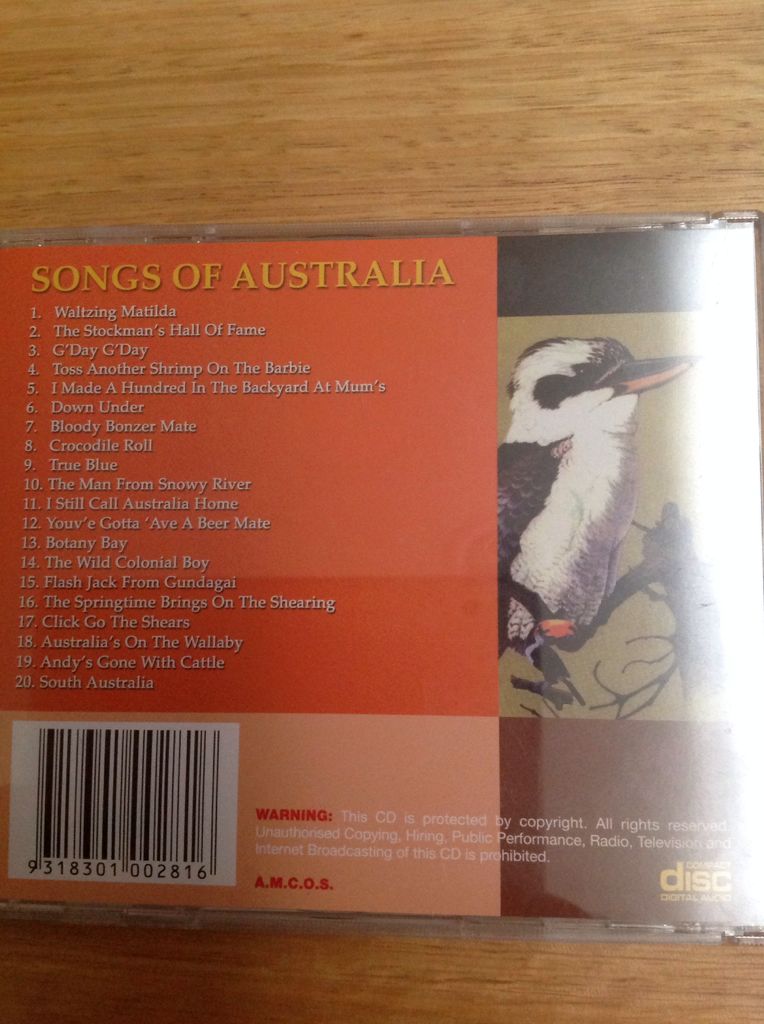 SONGS OF AUSTRALIA
1. Waltzing Matilda
2. The Stockman's Hall Of Fame
3. G'Day G'Day
4. Toss Another Shrimp On The Barbie
5. I Made A Hundred In The Backyard At Mum's
6. Down Under
7. Bloody Bonzer Mate
8. Crocodile Roll
9. True Blue
10. The Man From Snowy River
11. I Still Call Australia Home
12. Youv'e Gotta 'Ave A Beer Mate
13. Botany Bay
14. The Wild Colonial Boy
15. Flash Jack From Gundagai
16. The Springtime Brings On The Shearing
17. Click Go The Shears
18. Australia's On The Wallaby
19. Andy's Gone With Cattle
20. South Australia
9 318301 002816
WARNING: This CD is protected by copyright. All rights reserved.
Unauthorised Copying, Hiring, Public Performance, Radio, Television and
Internet Broadcasting of this CD is prohibited.
A.M.C.O.S.
COMPACT
disc
DIGITAL AUDIO